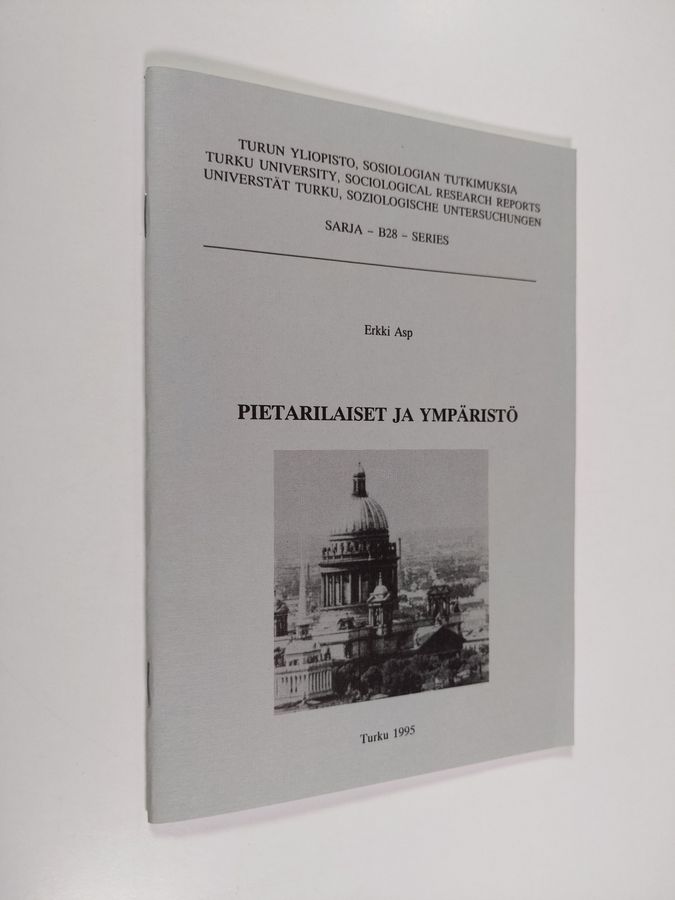 TURUN YLIOPISTO, SOSIOLOGIAN TUTKIMUKSIA
TURKU UNIVERSITY, SOCIOLOGICAL RESEARCH REPORTS
UNIVERSTÄT TURKU, SOZIOLOGISCHE UNTERSUCHUNGEN
SARJA – B28 – SERIES
Erkki Asp
PIETARILAISET JA YMPÄRISTÖ
Turku 1995